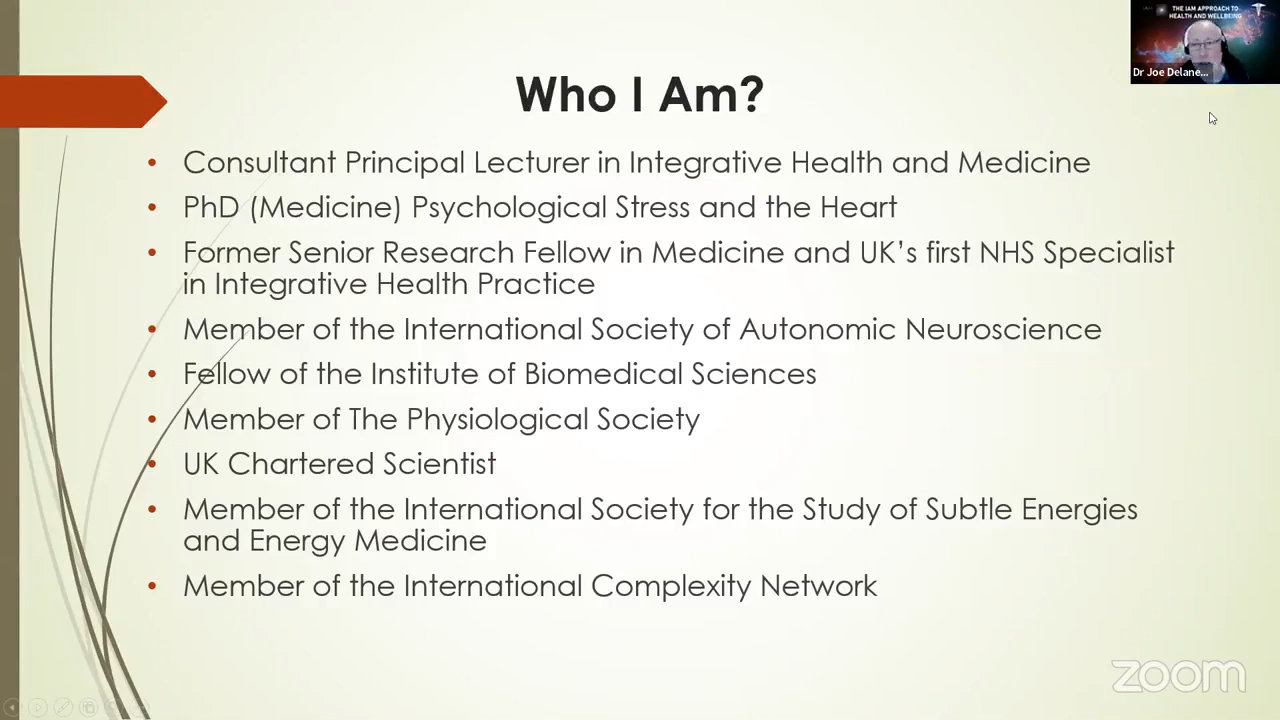 THE IAM APPROACH TO
HEALTH AND WELLBEING
Dr Joe Delane...
Who I Am?
• Consultant Principal Lecturer in Integrative Health and Medicine
• PhD (Medicine) Psychological Stress and the Heart
• Former Senior Research Fellow in Medicine and UK’s first NHS Specialist
in Integrative Health Practice
• Member of the International Society of Autonomic Neuroscience
• Fellow of the Institute of Biomedical Sciences
• Member of The Physiological Society
• UK Chartered Scientist
• Member of the International Society for the Study of Subtle Energies
and Energy Medicine
• Member of the International Complexity Network
zoom